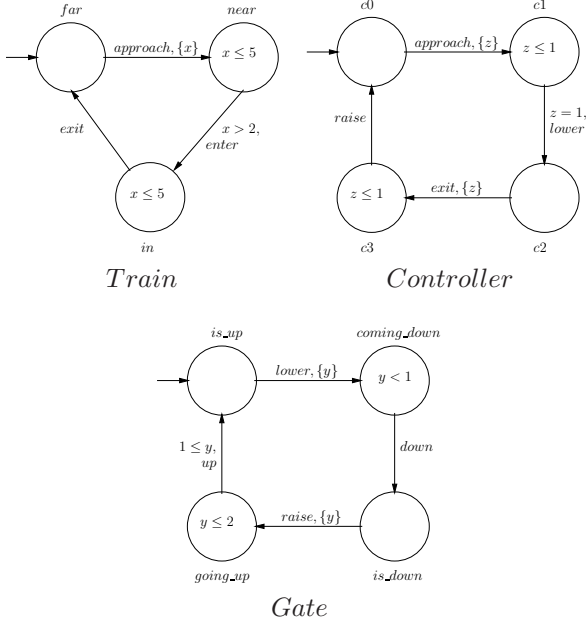 far
near
approach, {x}
x ≤ 5
exit
x > 2,
enter
x ≤ 5
in
Train
c0
c1
approach, {z}
z ≤ 1
raise
z = 1,
lower
z ≤ 1
exit, {z}
c3
c2
Controller
is_up
coming_down
lower, {y}
y < 1
1 ≤ y,
up
down
y ≤ 2
raise, {y}
going_up
is_down
Gate